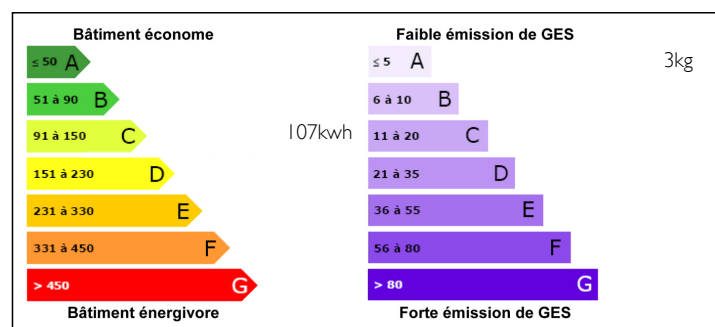 Bâtiment économe
≤ 50 A
51 à 90 B
91 à 150 C
107kwh
151 à 230 D
231 à 330 E
331 à 450 F
> 450 G
Bâtiment énergivore
Faible émission de GES
≤ 5 A
3kg
6 à 10 B
11 à 20 C
21 à 35 D
36 à 55 E
56 à 80 F
> 80 G
Forte émission de GES